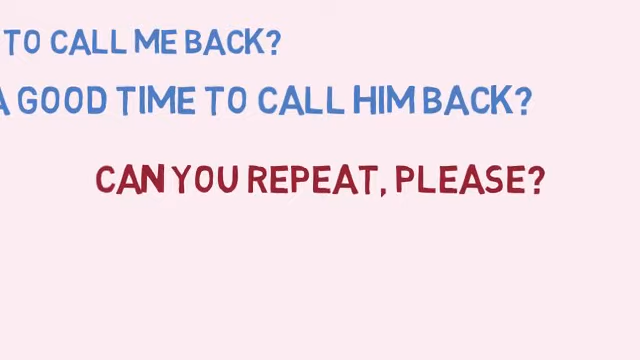 TO CALL ME BACK?
A GOOD TIME TO CALL HIM BACK?
CAN YOU REPEAT, PLEASE?